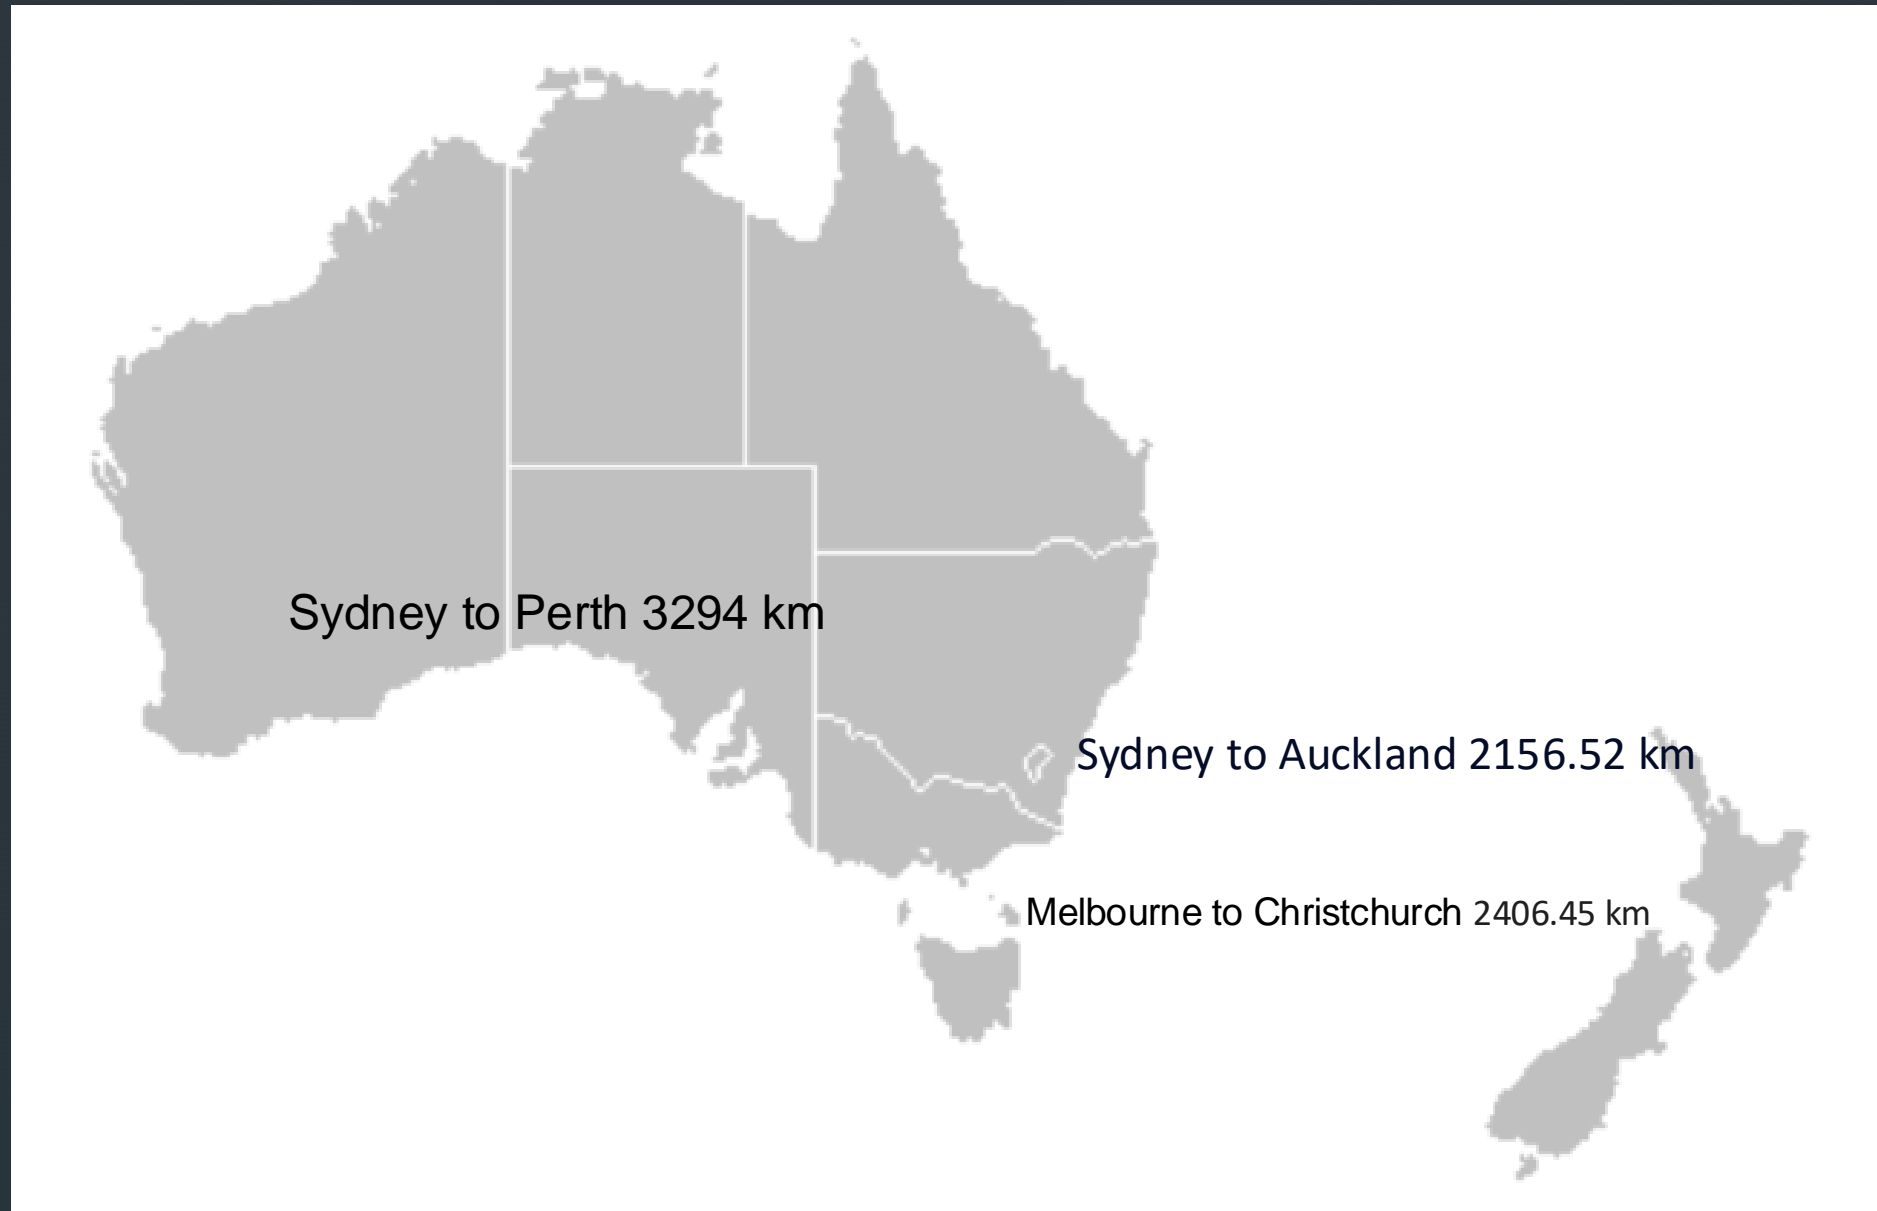 Sydney to Perth 3294 km
Sydney to Auckland 2156.52 km
Melbourne to Christchurch 2406.45 km